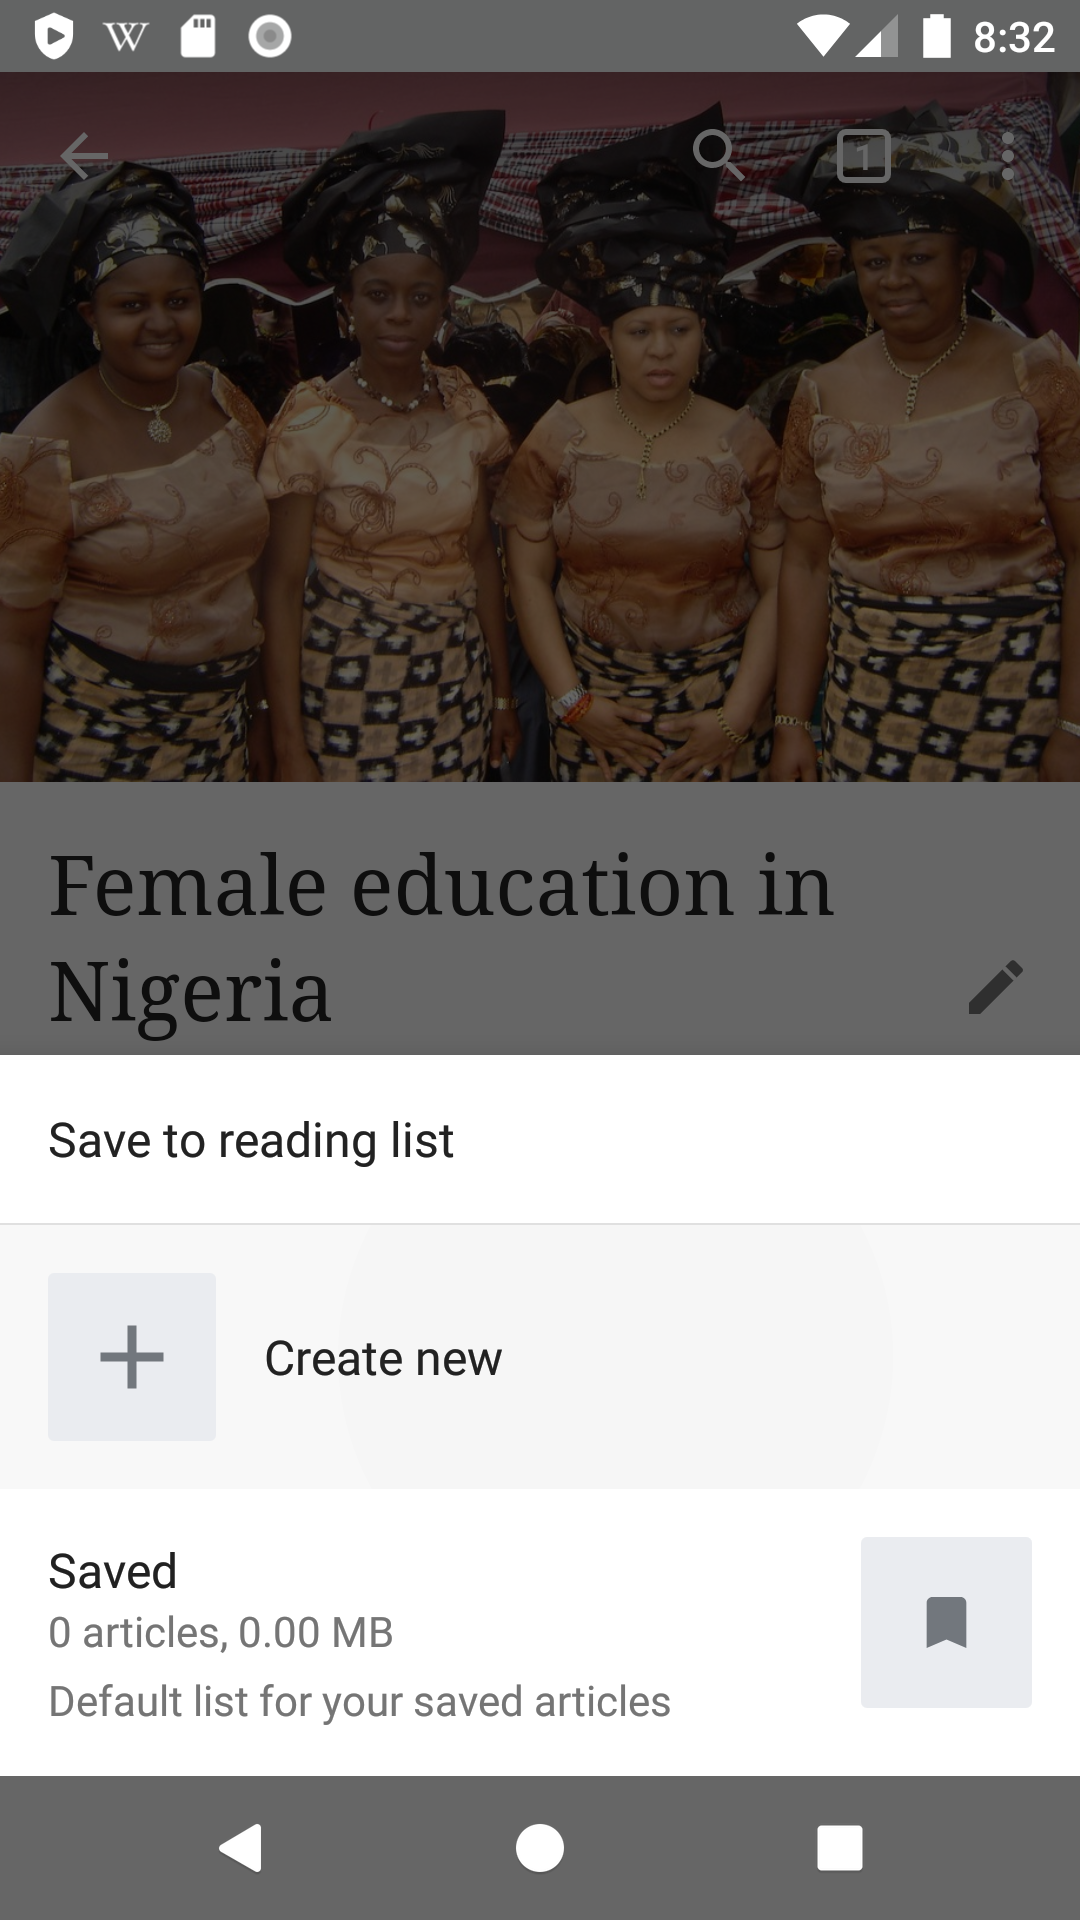 W 8:32
1
Female education in
Nigeria
Save to reading list
Create new
Saved
0 articles, 0.00 MB
Default list for your saved articles